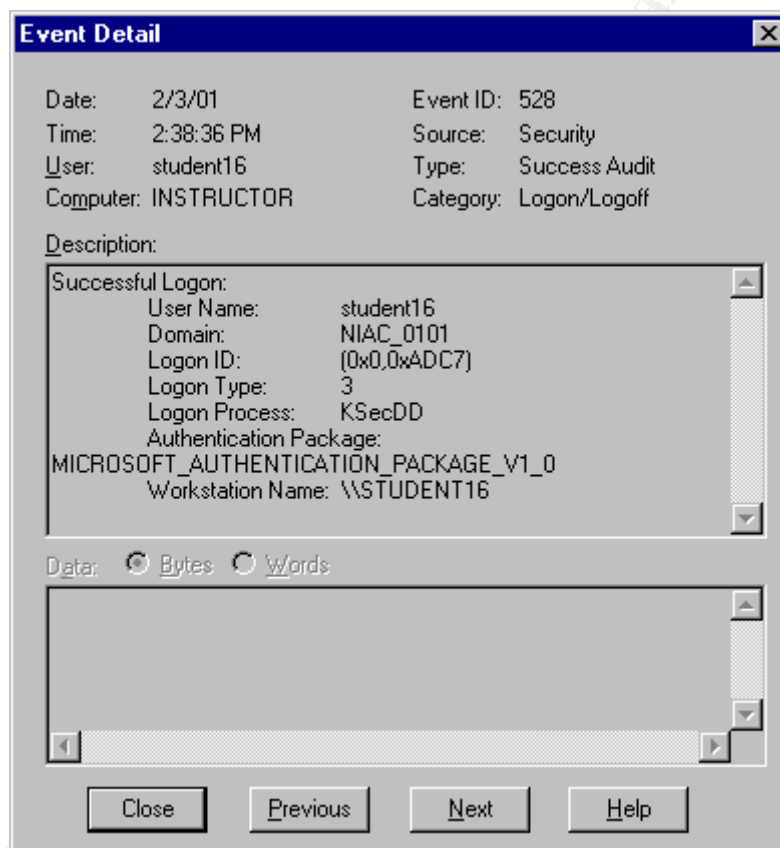 Event Detail
Date: 2/3/01 Event ID: 528
Time: 2:38:36 PM Source: Security
User: student16 Type: Success Audit
Computer: INSTRUCTOR Category: Logon/Logoff
Description:
Successful Logon:
User Name: student16
Domain: NIAC_0101
Logon ID: (0x0,0xADC7)
Logon Type: 3
Logon Process: KSecDD
Authentication Package:
MICROSOFT_AUTHENTICATION_PACKAGE_V1_0
Workstation Name: \\STUDENT16
Data: Bytes Words
Close Previous Next Help